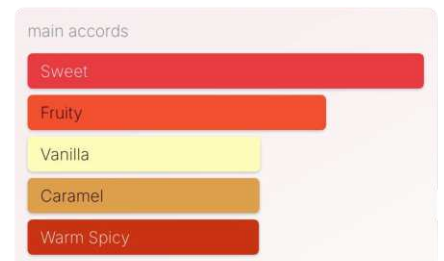 main accords
Sweet
Fruity
Vanilla
Caramel
Warm Spicy